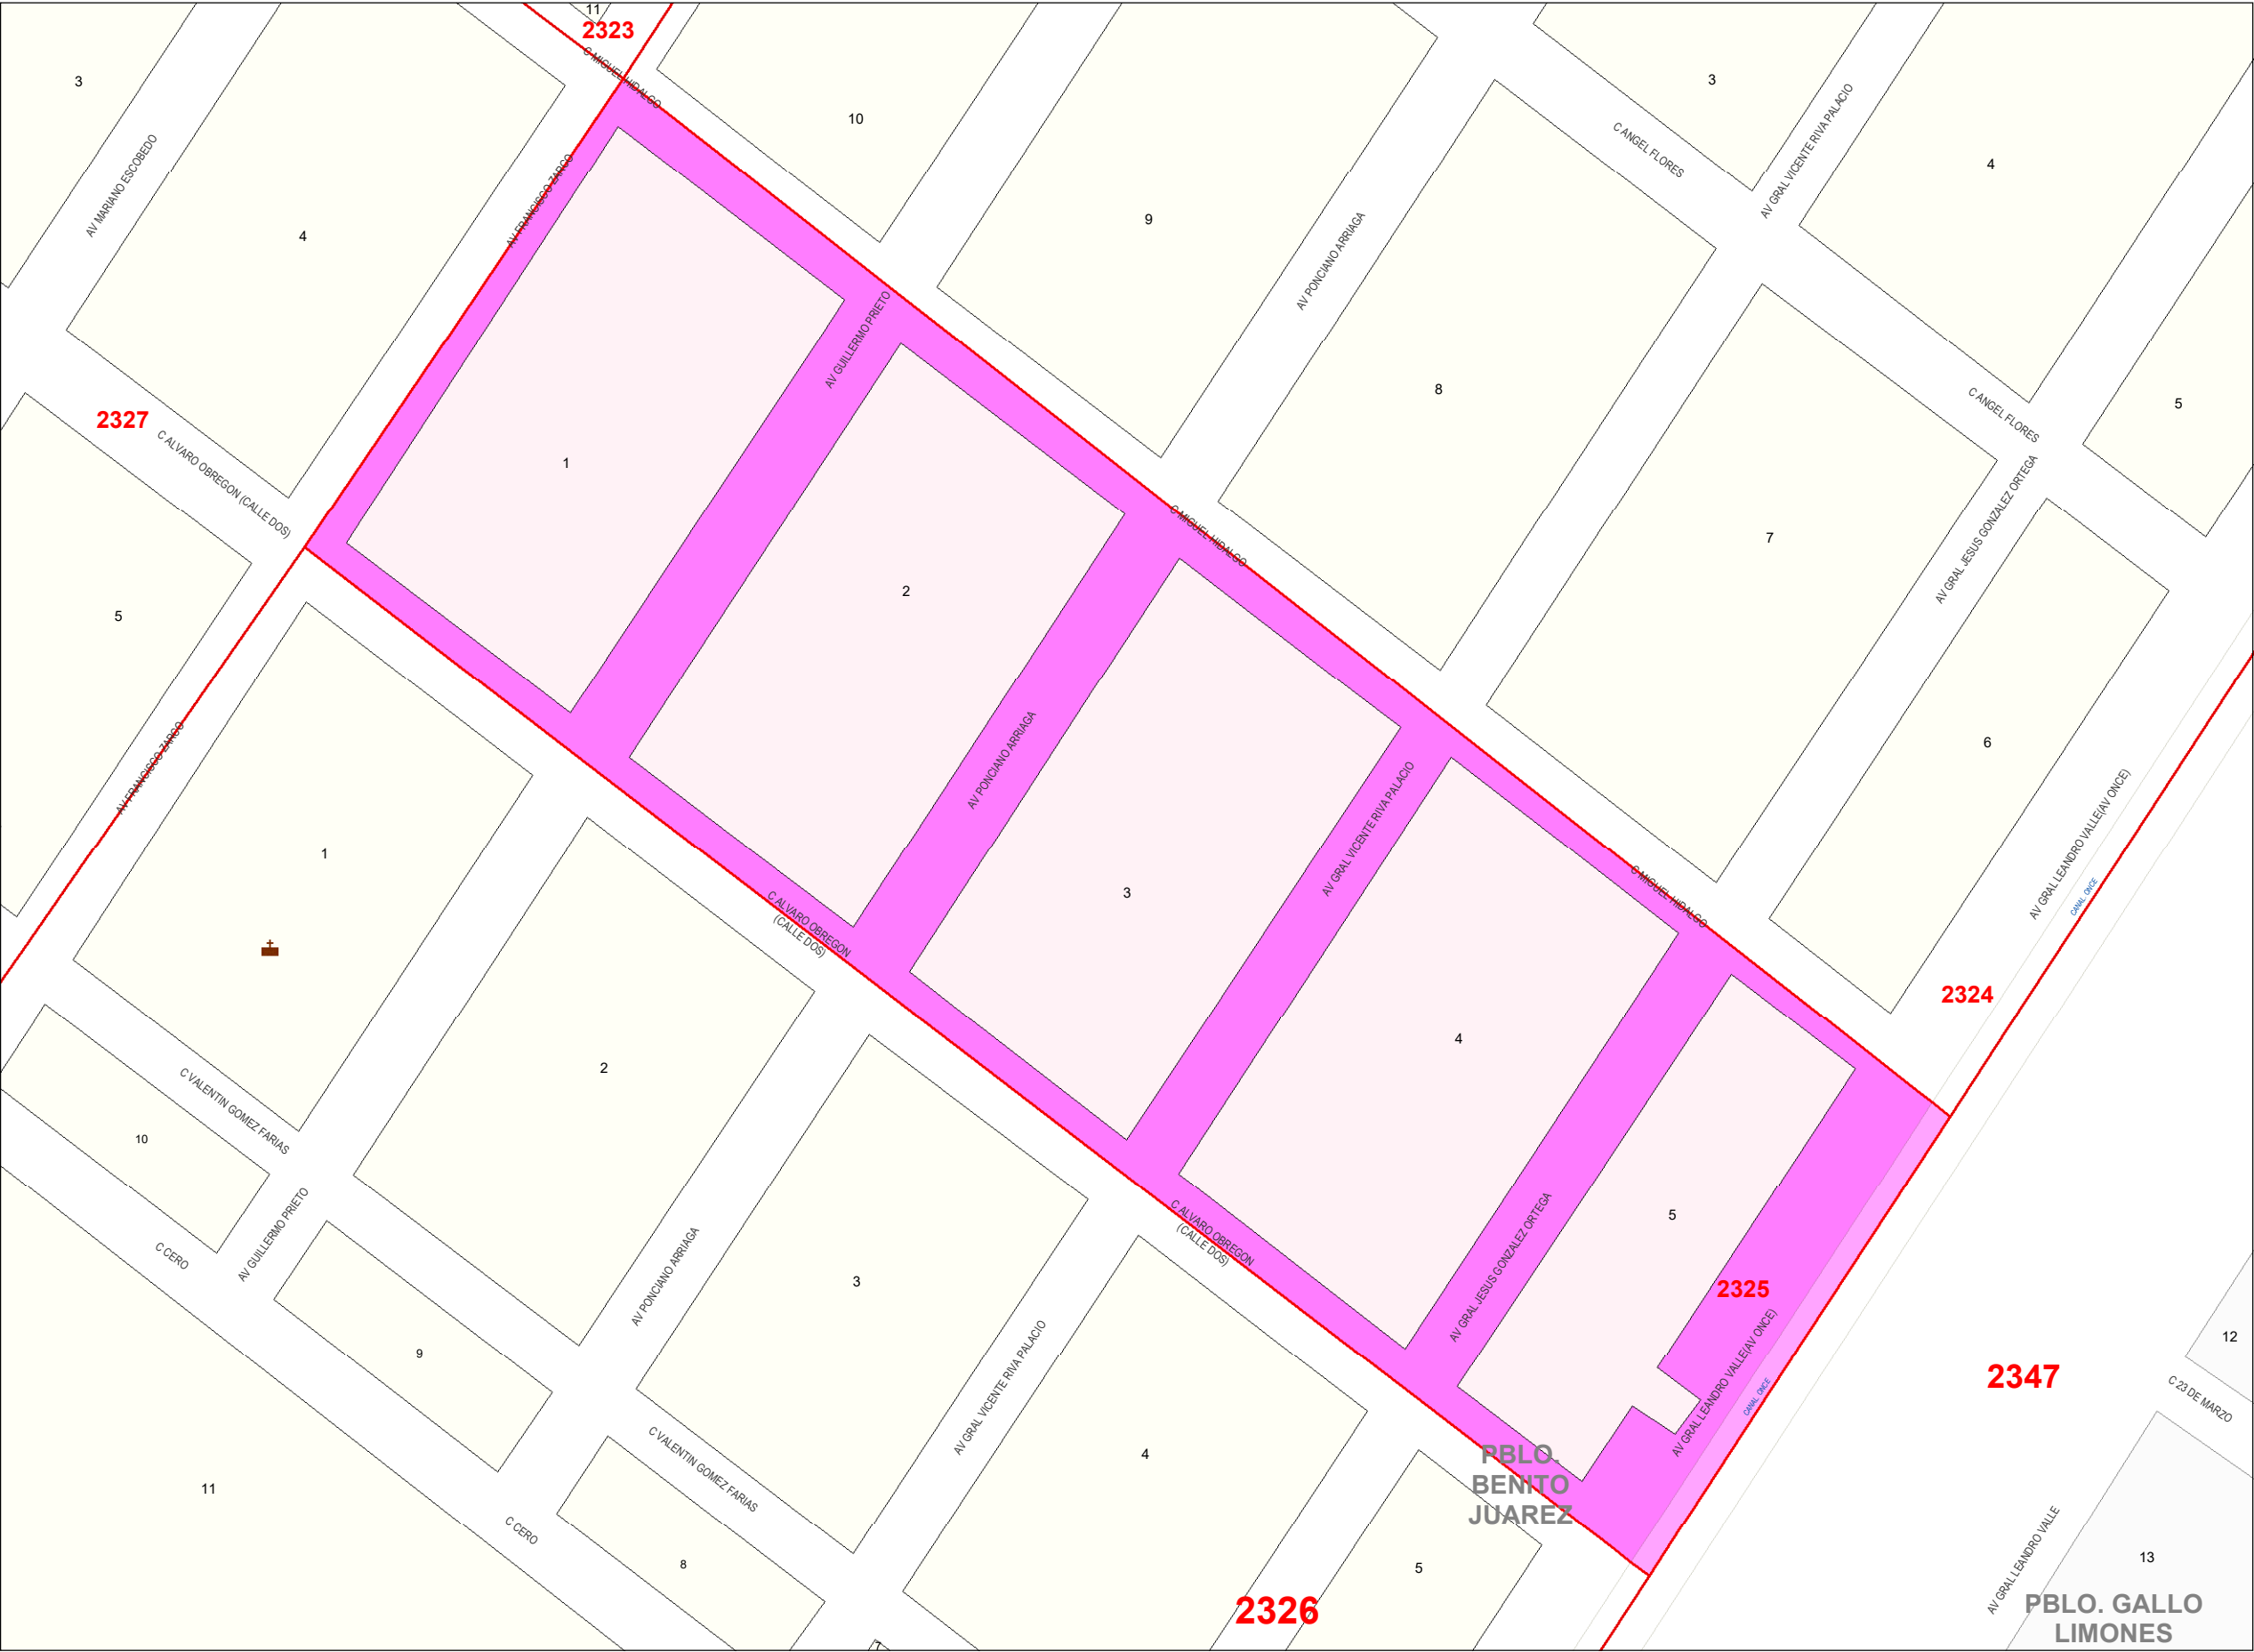 11
2323
C MIGUEL HIDALGO
3
10
3
4
AV MARIANO ESCOBEDO
AV FRANCISCO ZARCO
4
9
AV PONCIANO ARRIAGA
C ANGEL FLORES
AV GRAL VICENTE RIVA PALACIO
AV GUILLERMO PRIETO
8
C ANGEL FLORES
5
2327
C ALVARO OBREGON (CALLE DOS)
1
C MIGUEL HIDALGO
7
AV GRAL JESUS GONZALEZ ORTEGA
5
2
6
AV FRANCISCO ZARCO
AV PONCIANO ARRIAGA
AV GRAL VICENTE RIVA PALACIO
AV GRAL LEANDRO VALLE(AV ONCE)
CANAL ONCE
1
C ALVARO OBREGON
(CALLE DOS)
3
C MIGUEL HIDALGO
2324
C VALENTIN GOMEZ FARIAS
10
2
4
C CERO
AV GUILLERMO PRIETO
AV PONCIANO ARRIAGA
3
C ALVARO OBREGON
(CALLE DOS)
AV GRAL JESUS GONZALEZ ORTEGA
5
2325
AV GRAL LEANDRO VALLE(AV ONCE)
CANAL ONCE
12
2347
C 23 DE MARZO
9
AV GRAL VICENTE RIVA PALACIO
C VALENTIN GOMEZ FARIAS
4
PBLO.
BENITO
JUAREZ
11
C CERO
8
5
AV GRAL LEANDRO VALLE
13
2326
PBLO. GALLO
LIMONES
7